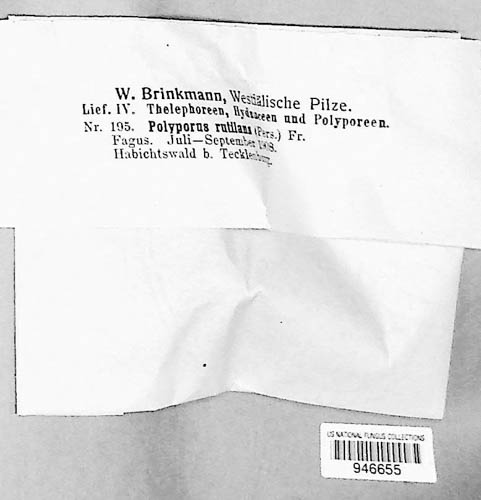 W. Brinkmann, Westfälische Pilze.
Lief. IV. Thelephoreen, Hydnaceen und Polyporeen.
Nr. 195. Polyporus rutilans (Pers.) Fr.
Fagus. Juli—September 1908.
Habichtswald b. Tecklenburg.
US NATIONAL FUNGUS COLLECTIONS
946655